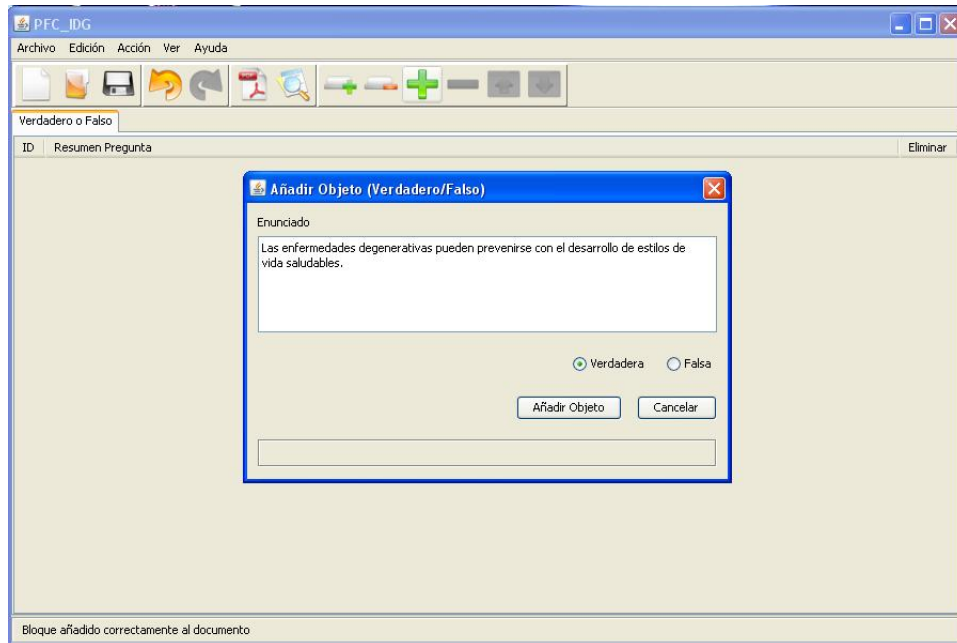 PFC_IDG
Archivo Edición Acción Ver Ayuda
Verdadero o Falso
ID Resumen Pregunta Eliminar
Añadir Objeto (Verdadero/Falso)
Enunciado
Las enfermedades degenerativas pueden prevenirse con el desarrollo de estilos de
vida saludables.
Verdadera Falsa
Añadir Objeto Cancelar
Bloque añadido correctamente al documento